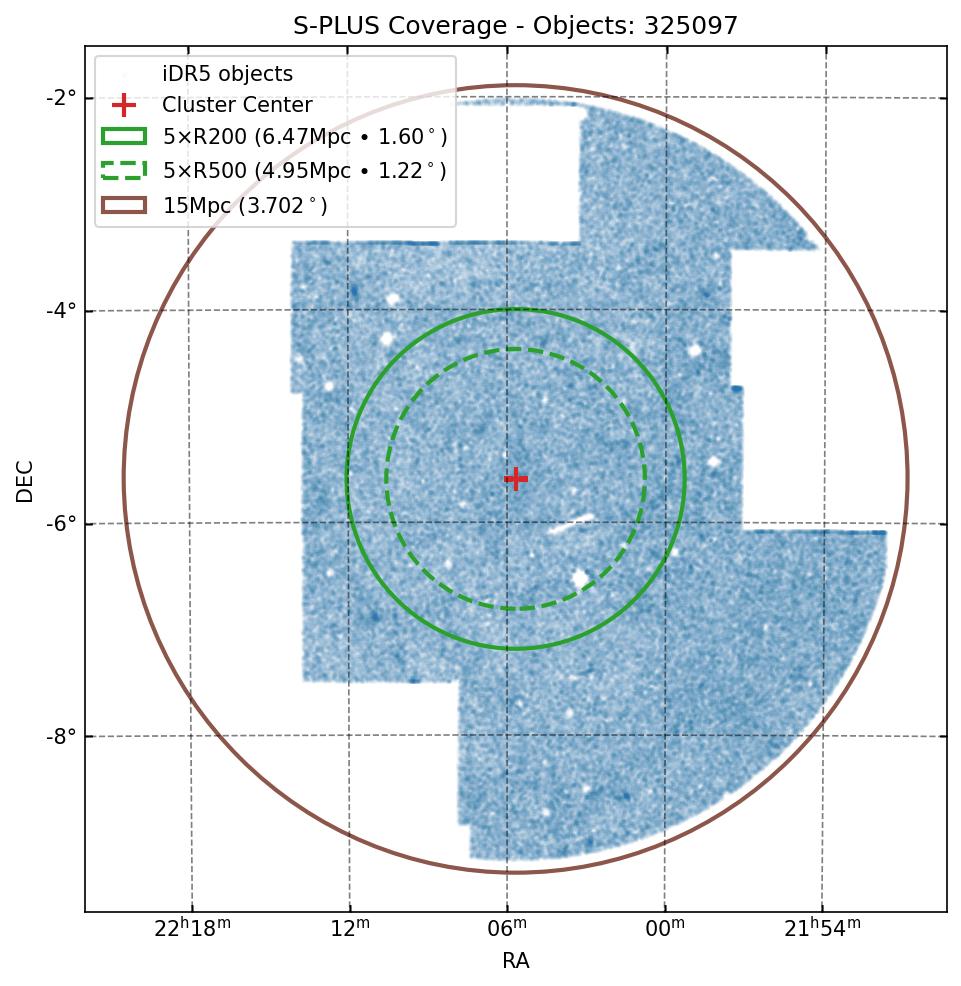 S-PLUS Coverage - Objects: 325097
iDR5 objects
Cluster Center
5×R200 (6.47Mpc • 1.60°)
5×R500 (4.95Mpc • 1.22°)
15Mpc (3.702°)
-2°
-4°
-6°
-8°
DEC
22ʰ18ᵐ 12ᵐ 06ᵐ 00ᵐ 21ʰ54ᵐ
RA